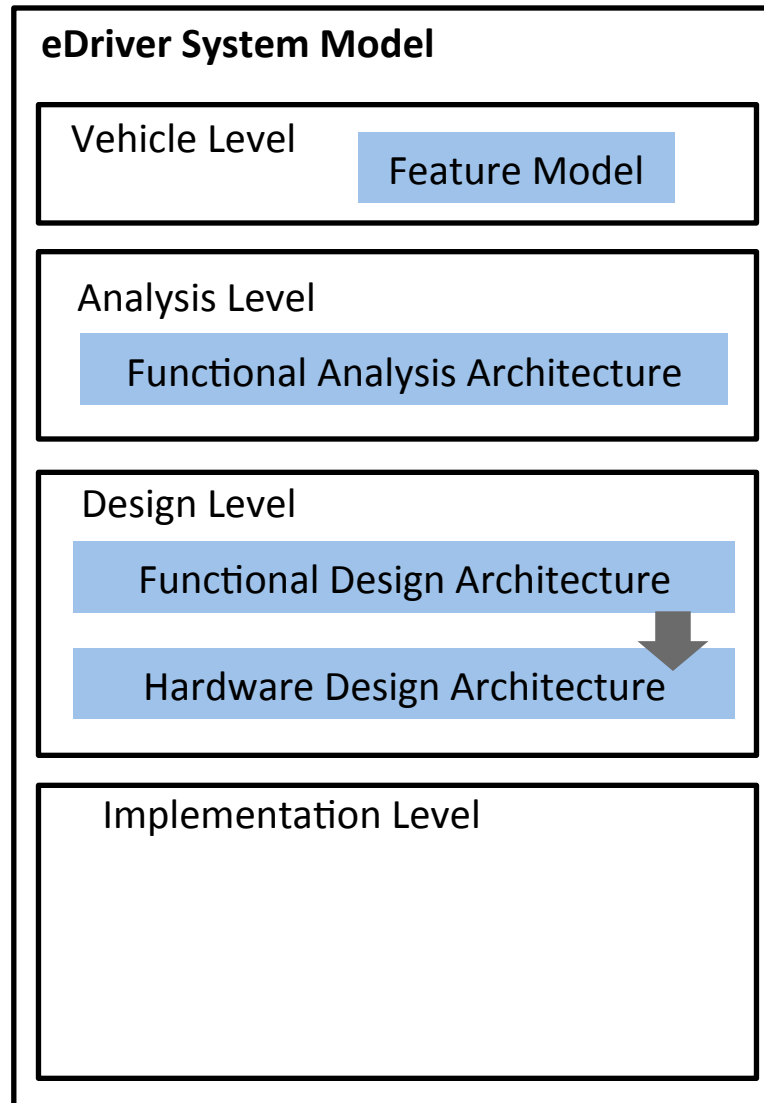 eDriver System Model
Vehicle Level
Feature Model
Analysis Level
Functional Analysis Architecture
Design Level
Functional Design Architecture
Hardware Design Architecture
Implementation Level